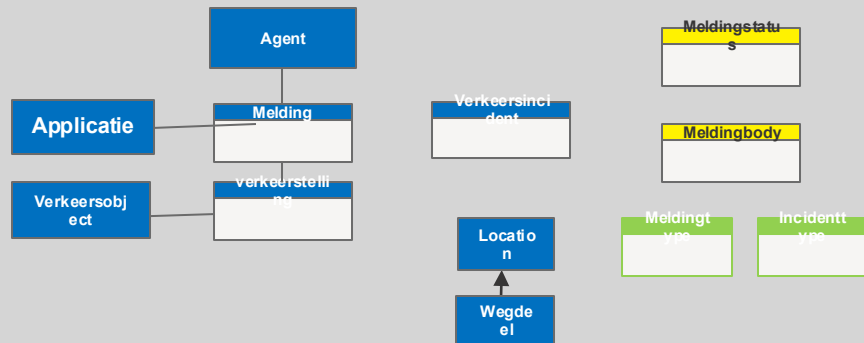 Agent
Meldingstatu
s
Applicatie
Melding
Verkeersinci
dent
Meldingbody
Verkeersobj
ect
verkeerstelli
ng
Locatio
n
Meldingt
ype
Incidentt
ype
Wegde
el